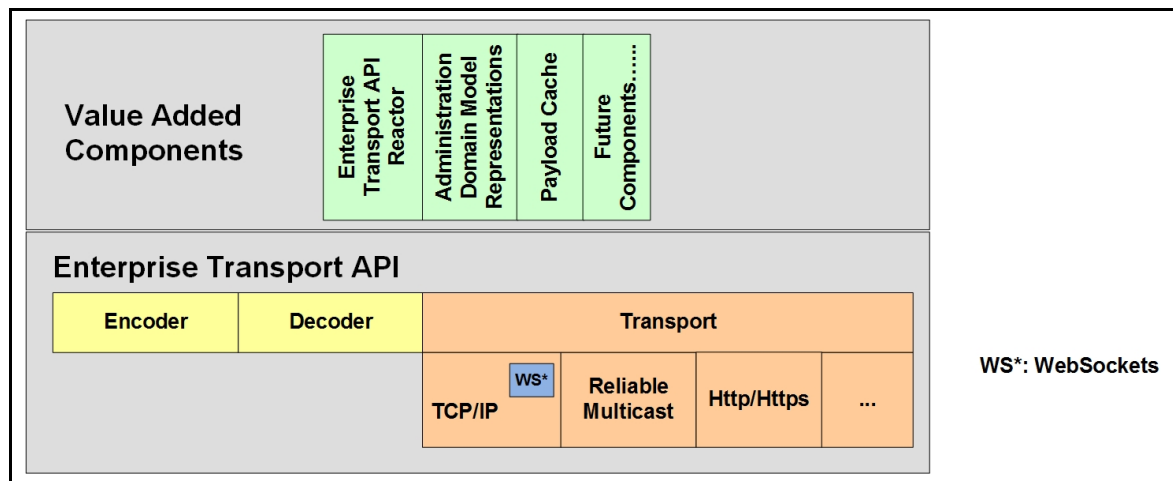 Value Added
Components
Enterprise
Transport API
Reactor
Administration
Domain Model
Representations
Payload Cache
Future
Components......
Enterprise Transport API
Encoder
Decoder
Transport
WS*
TCP/IP
Reliable
Multicast
Http/Https
...
WS*: WebSockets